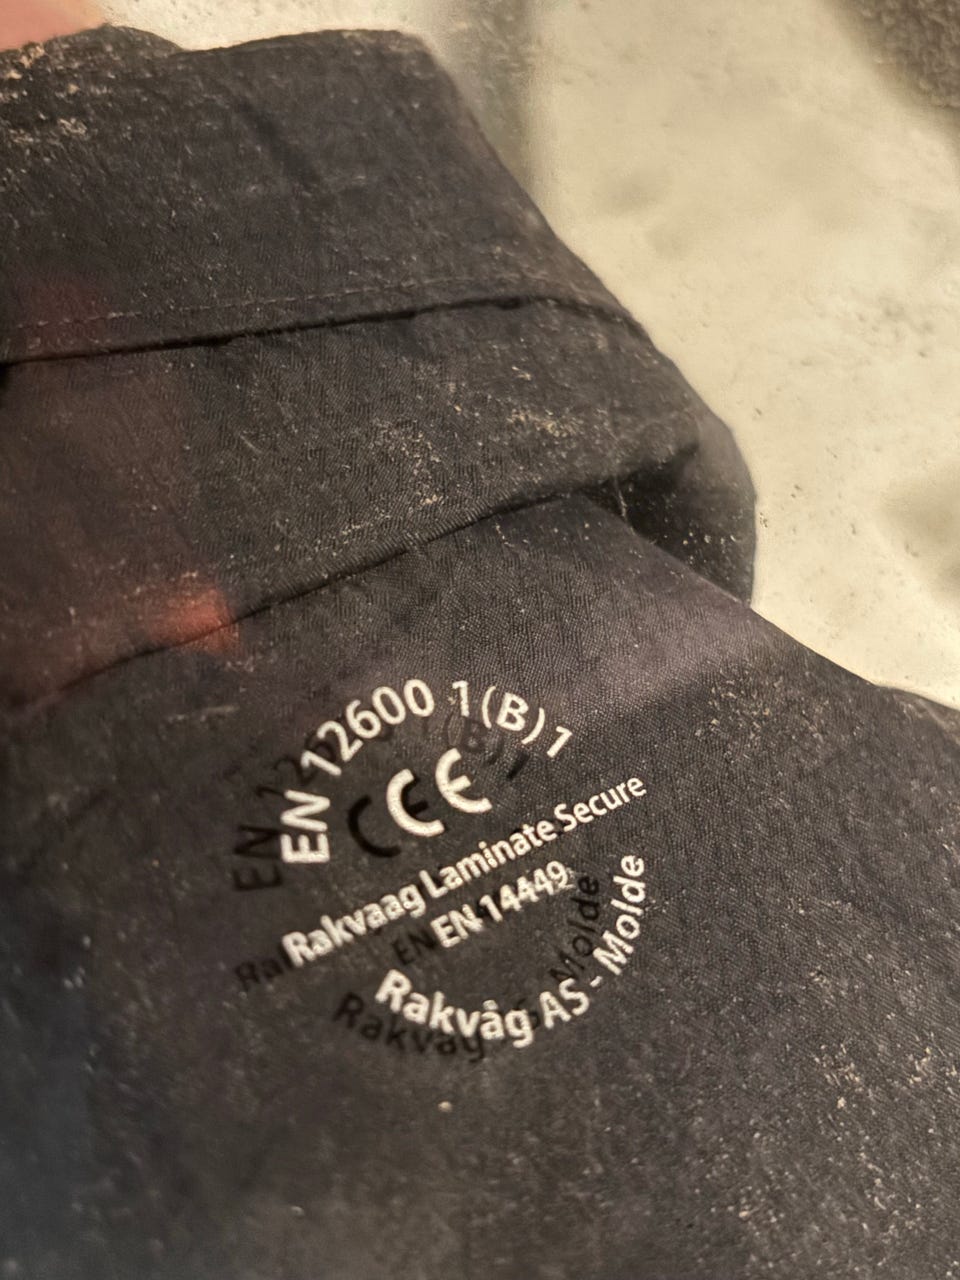 EN 12600 1(B)1
CE
Rakvaag Laminate Secure
EN 14449
Rakvåg AS - Molde